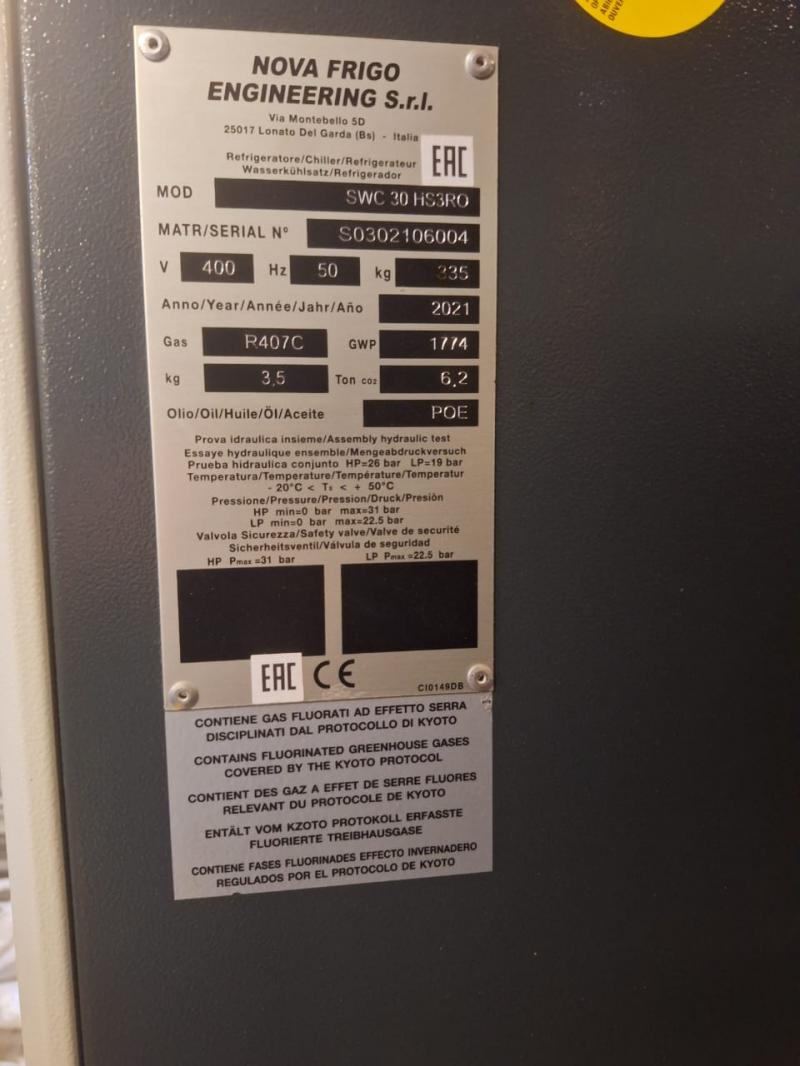 NOVA FRIGO
ENGINEERING S.r.l.
Via Montebello 5D
25017 Lonato Del Garda (Bs) - Italia
Refrigeratore/Chiller/Refrigerateur
Wasserkühlsatz/Refrigerador
EAC
MOD SWC 30 HS3RO
MATR/SERIAL N° S0302106004
V 400 Hz 50 kg 335
Anno/Year/Année/Jahr/Año 2021
Gas R407C GWP 1774
kg 3,5 Ton co2 6,2
Olio/Oil/Huile/Öl/Aceite POE
Prova idraulica insieme/Assembly hydraulic test
Essaye hydraulique ensemble/Mengeabdruckversuch
Prueba hidraulica conjunto HP=26 bar LP=19 bar
Temperatura/Temperature/Température/Temperatur
- 20°C < Ts < + 50°C
Pressione/Pressure/Pression/Druck/Presión
HP min=0 bar max=31 bar
LP min=0 bar max=22.5 bar
Valvola Sicurezza/Safety valve/Valve de securité
Sicherheitsventil/Válvula de seguridad
HP Pmax =31 bar LP Pmax =22.5 bar
EAC CE
CI0149DB
CONTIENE GAS FLUORATI AD EFFETTO SERRA
DISCIPLINATI DAL PROTOCOLLO DI KYOTO
CONTAINS FLUORINATED GREENHOUSE GASES
COVERED BY THE KYOTO PROTOCOL
CONTIENT DES GAZ A EFFET DE SERRE FLUORES
RELEVANT DU PROTOCOLE DE KYOTO
ENTÄLT VOM KZOTO PROTOKOLL ERFASSTE
FLUORIERTE TREIBHAUSGASE
CONTIENE FASES FLUORINADES EFFECTO INVERNADERO
REGULADOS POR EL PROTOCOLO DE KYOTO